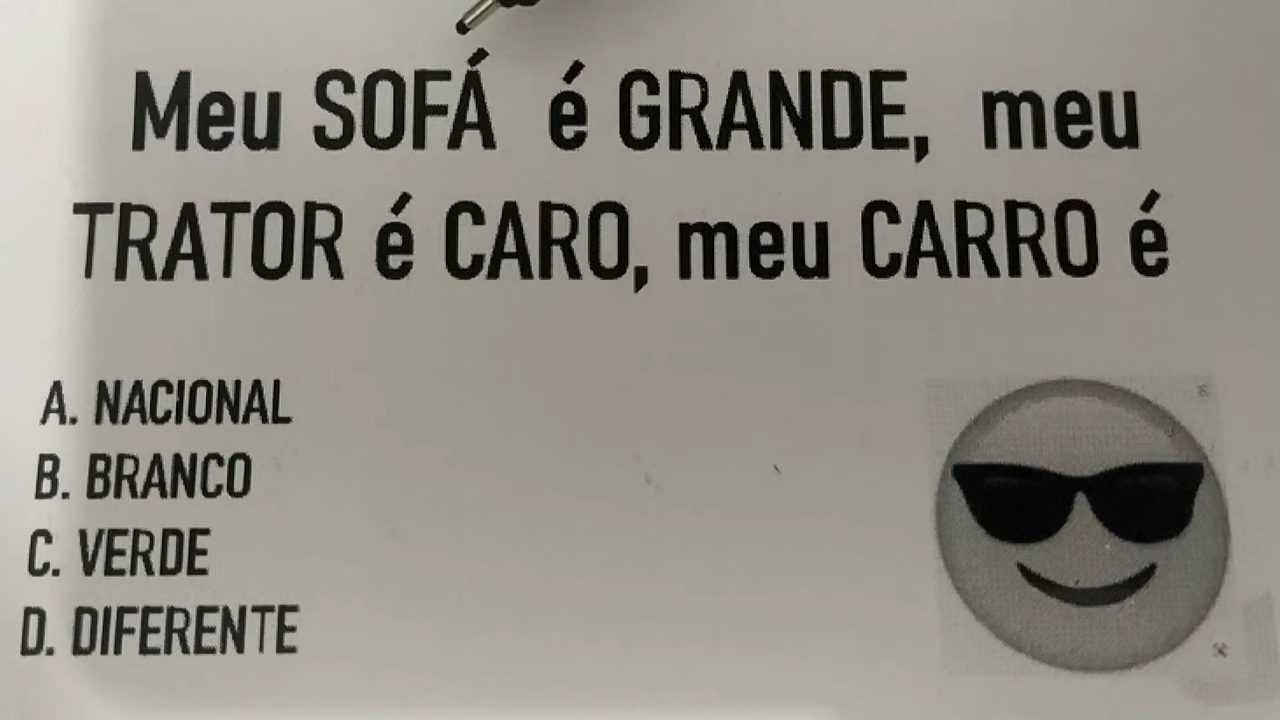 Meu SOFÁ é GRANDE, meu
TRATOR é CARO, meu CARRO é
A. NACIONAL
B. BRANCO
C. VERDE
D. DIFERENTE